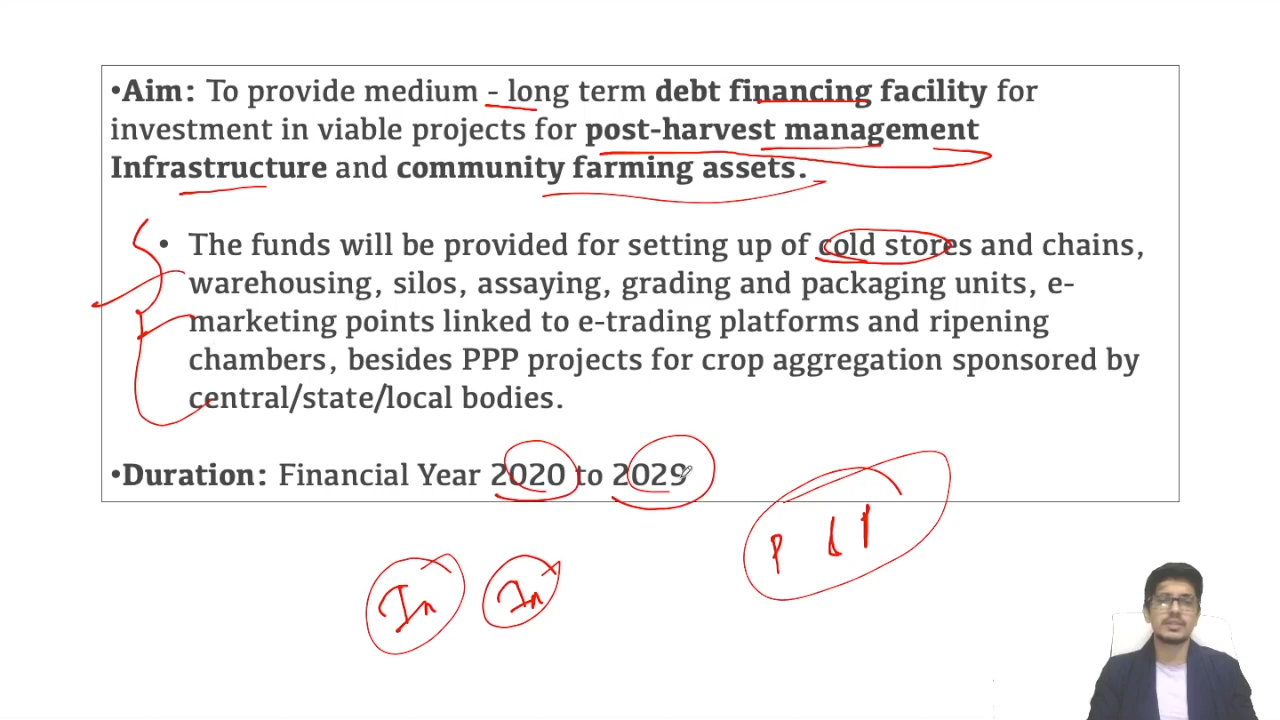 •Aim: To provide medium - long term debt financing facility for
investment in viable projects for post-harvest management
Infrastructure and community farming assets.
• The funds will be provided for setting up of cold stores and chains,
warehousing, silos, assaying, grading and packaging units, e-
marketing points linked to e-trading platforms and ripening
chambers, besides PPP projects for crop aggregation sponsored by
central/state/local bodies.
•Duration: Financial Year 2020 to 2029
In In